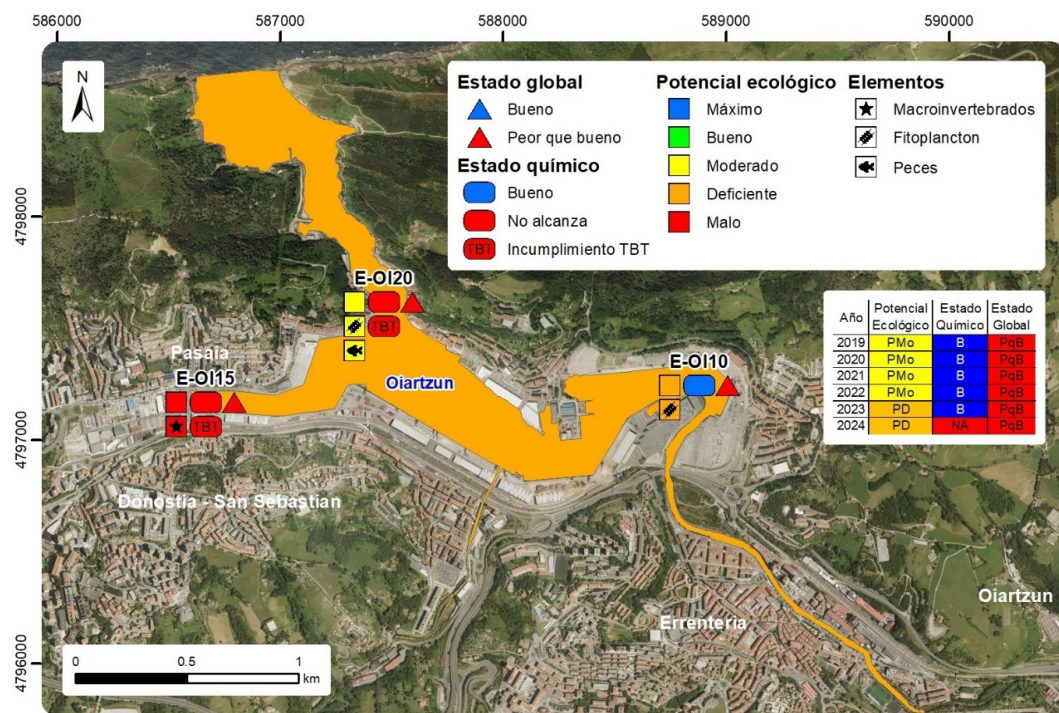 586000 587000 588000 589000 590000
4798000
4797000
4796000
N
Estado global
Bueno
Peor que bueno
Estado químico
Bueno
No alcanza
TBT Incumplimiento TBT
Potencial ecológico
Máximo
Bueno
Moderado
Deficiente
Malo
Elementos
Macroinvertebrados
Fitoplancton
Peces
Año Potencial Ecológico Estado Químico Estado Global
2019 PMo B PqB
2020 PMo B PqB
2021 PMo B PqB
2022 PMo B PqB
2023 PD B PqB
2024 PD NA PqB
E-OI20
TBT
Pasaia
E-OI15
TBT
Oiartzun
E-OI10
Donostia - San Sebastian
Errenteria
Oiartzun
0 0.5 1
km